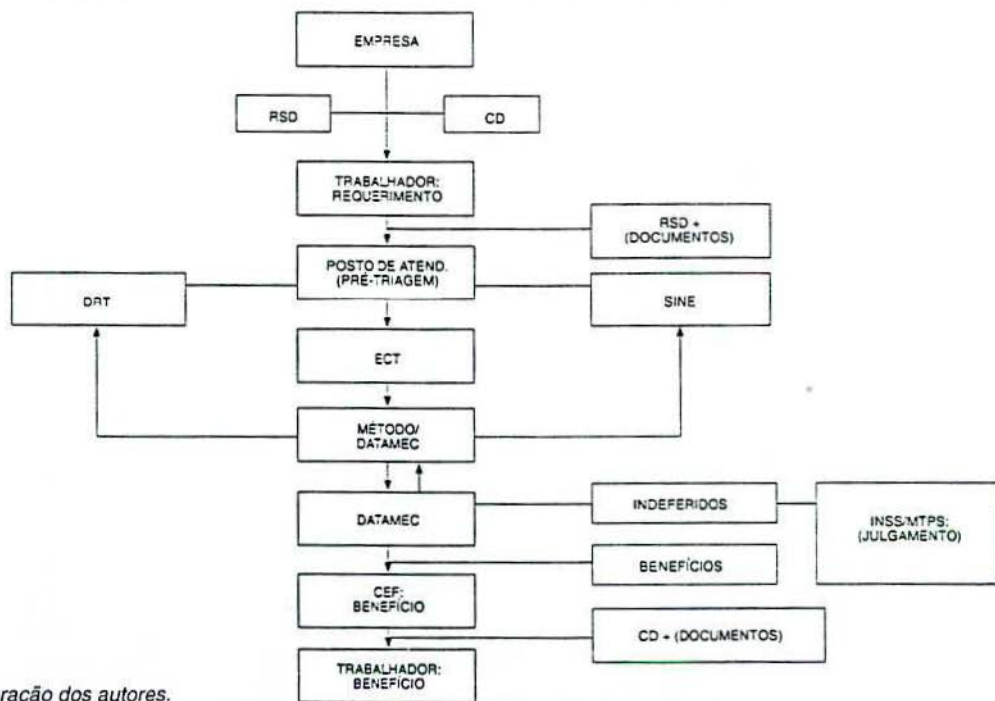 EMPRESA
RSD
CD
TRABALHADOR:
REQUERIMENTO
RSD +
(DOCUMENTOS)
POSTO DE ATEND.
(PRÉ-TRIAGEM)
DRT
SINE
ECT
MÉTODO/
DATAMEC
DATAMEC
INDEFERIDOS
INSS/MTPS:
(JULGAMENTO)
BENEFÍCIOS
CEF:
BENEFÍCIO
CD + (DOCUMENTOS)
TRABALHADOR:
BENEFÍCIO
ração dos autores.